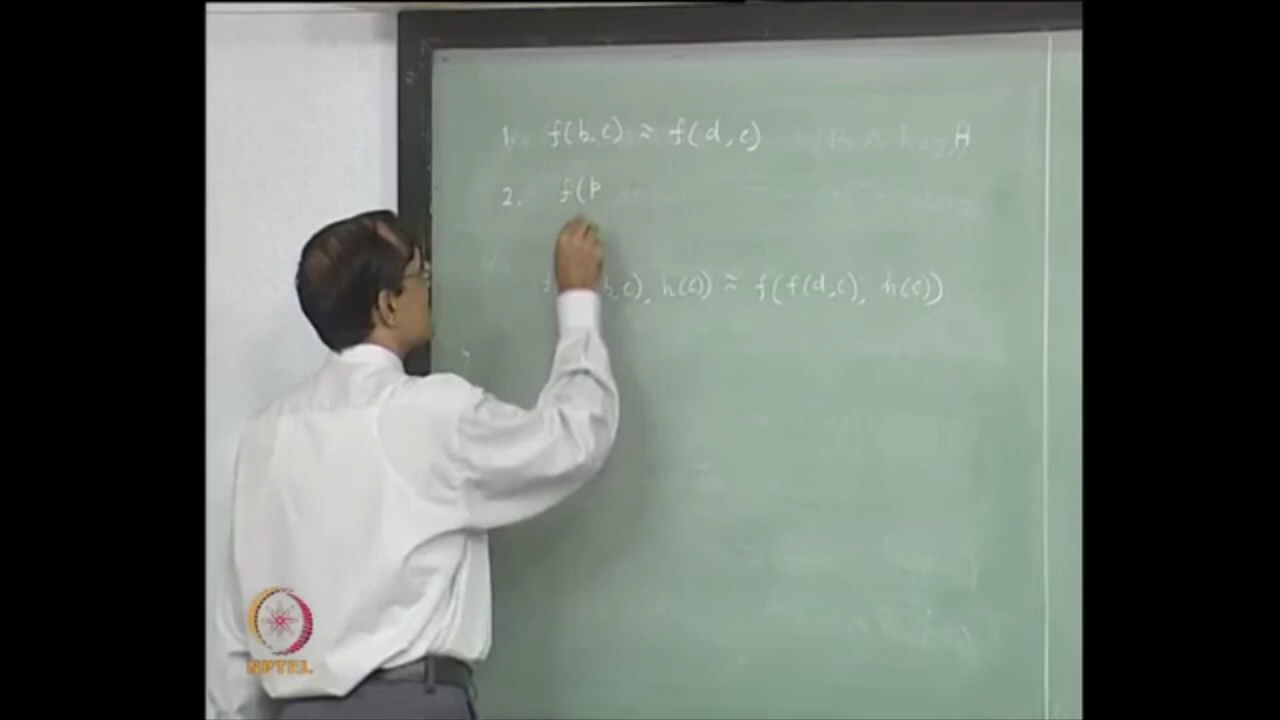 1. f(b,c) ≈ f(d,c) H
2. f(b
h(c)) ≈ f(f(d,c), h(c))
NPTEL